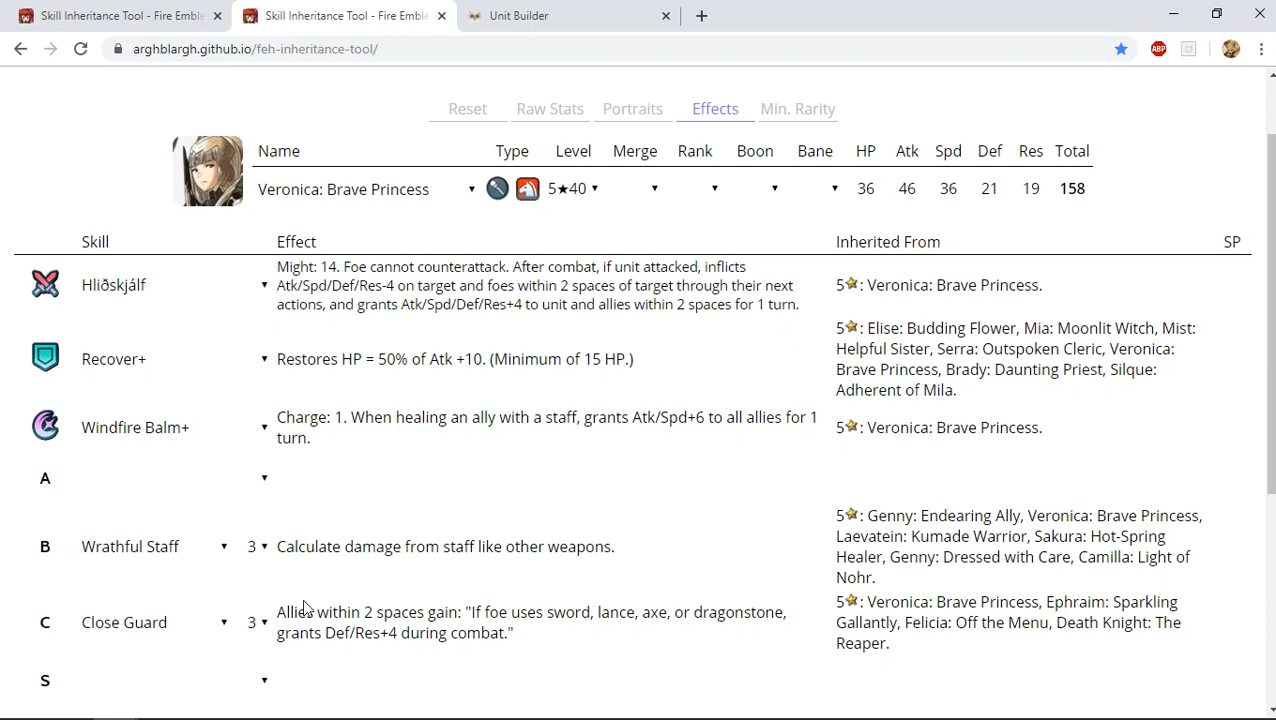 Skill Inheritance Tool - Fire Emble
Skill Inheritance Tool - Fire Emble
Unit Builder
arghblargh.github.io/feh-inheritance-tool/
ABP
Reset Raw Stats Portraits Effects Min. Rarity
Name Type Level Merge Rank Boon Bane HP Atk Spd Def Res Total
Veronica: Brave Princess 5★40 36 46 36 21 19 158
Skill Effect Inherited From SP
Hliðskjálf
Might: 14. Foe cannot counterattack. After combat, if unit attacked, inflicts
Atk/Spd/Def/Res-4 on target and foes within 2 spaces of target through their next
actions, and grants Atk/Spd/Def/Res+4 to unit and allies within 2 spaces for 1 turn.
5⭐: Veronica: Brave Princess.
Recover+
Restores HP = 50% of Atk +10. (Minimum of 15 HP.)
5⭐: Elise: Budding Flower, Mia: Moonlit Witch, Mist:
Helpful Sister, Serra: Outspoken Cleric, Veronica:
Brave Princess, Brady: Daunting Priest, Silque:
Adherent of Mila.
Windfire Balm+
Charge: 1. When healing an ally with a staff, grants Atk/Spd+6 to all allies for 1
turn.
5⭐: Veronica: Brave Princess.
A
B Wrathful Staff 3 Calculate damage from staff like other weapons.
5⭐: Genny: Endearing Ally, Veronica: Brave Princess,
Laevatein: Kumade Warrior, Sakura: Hot-Spring
Healer, Genny: Dressed with Care, Camilla: Light of
Nohr.
C Close Guard 3
Allies within 2 spaces gain: "If foe uses sword, lance, axe, or dragonstone,
grants Def/Res+4 during combat."
5⭐: Veronica: Brave Princess, Ephraim: Sparkling
Gallantly, Felicia: Off the Menu, Death Knight: The
Reaper.
S